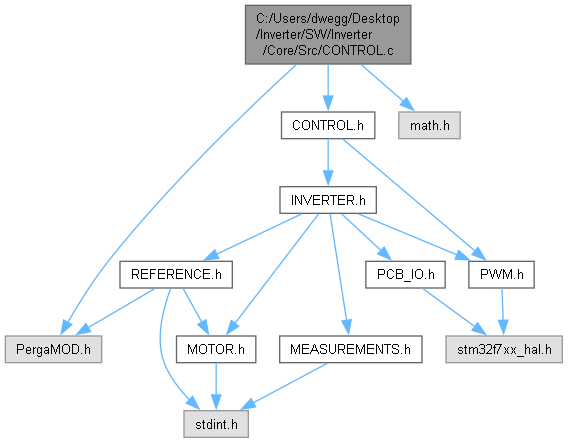 C:/Users/dwegg/Desktop
/Inverter/SW/Inverter
/Core/Src/CONTROL.c
CONTROL.h
math.h
INVERTER.h
REFERENCE.h
PCB_IO.h
PWM.h
PergaMOD.h
MOTOR.h
MEASUREMENTS.h
stm32f7xx_hal.h
stdint.h